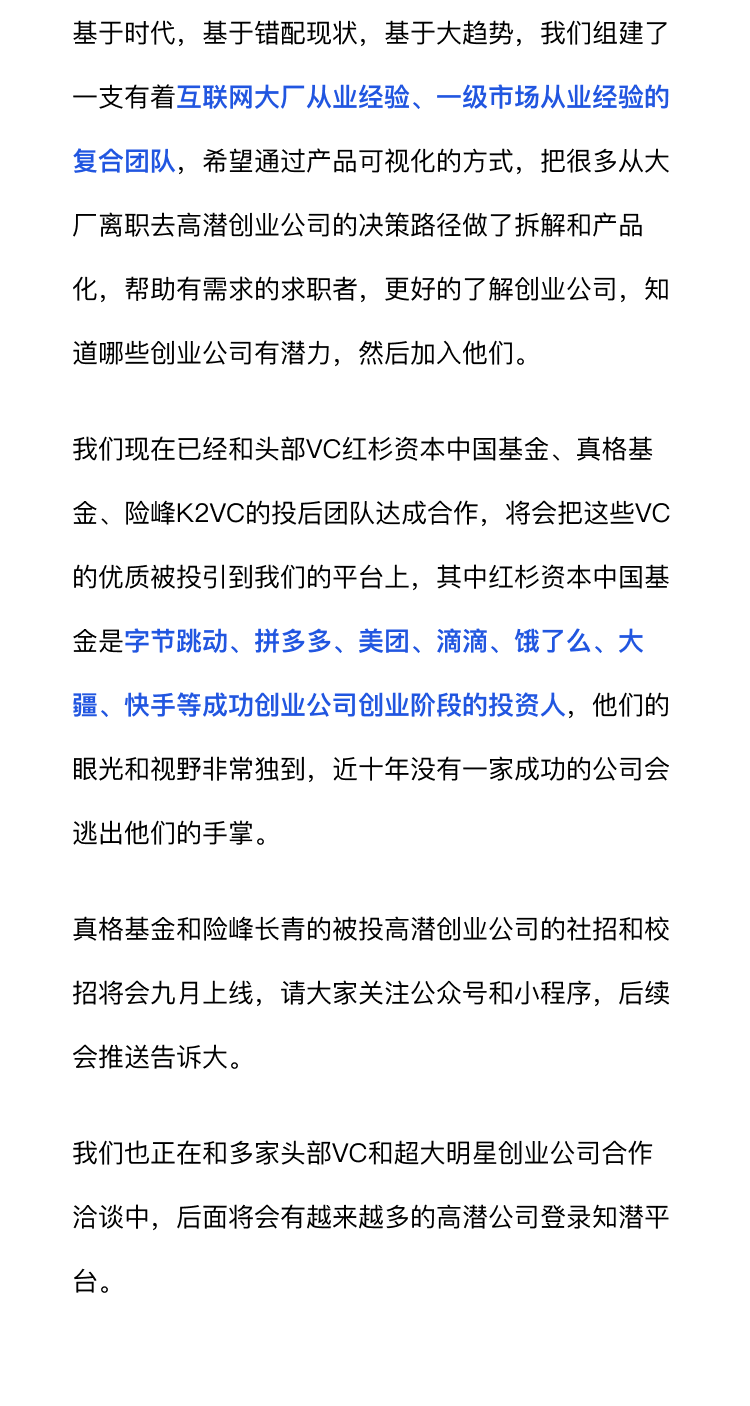 基于时代，基于错配现状，基于大趋势，我们组建了
一支有着互联网大厂从业经验、一级市场从业经验的
复合团队，希望通过产品可视化的方式，把很多从大
厂离职去高潜创业公司的决策路径做了拆解和产品
化，帮助有需求的求职者，更好的了解创业公司，知
道哪些创业公司有潜力，然后加入他们。
我们现在已经和头部VC红杉资本中国基金、真格基
金、险峰K2VC的投后团队达成合作，将会把这些VC
的优质被投引到我们的平台上，其中红杉资本中国基
金是字节跳动、拼多多、美团、滴滴、饿了么、大
疆、快手等成功创业公司创业阶段的投资人，他们的
眼光和视野非常独到，近十年没有一家成功的公司会
逃出他们的手掌。
真格基金和险峰长青的被投高潜创业公司的社招和校
招将会九月上线，请大家关注公众号和小程序，后续
会推送告诉大。
我们也正在和多家头部VC和超大明星创业公司合作
洽谈中，后面将会有越来越多的高潜公司登录知潜平
台。